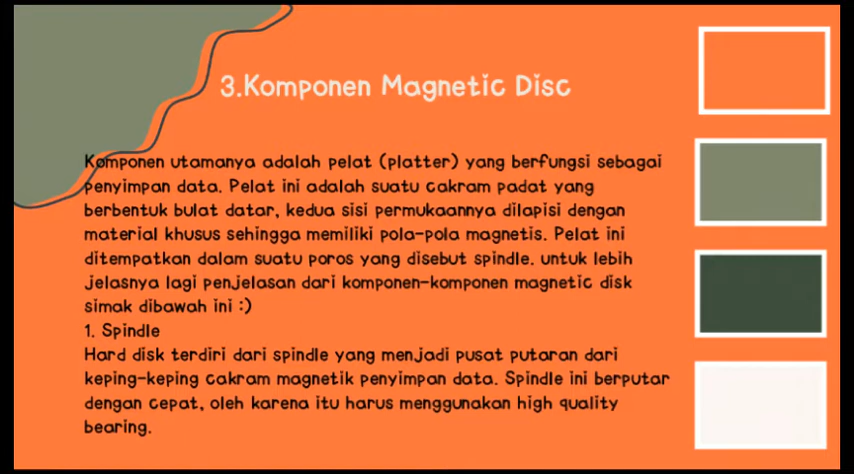 3.Komponen Magnetic Disc
Komponen utamanya adalah pelat (platter) yang berfungsi sebagai
penyimpan data. Pelat ini adalah suatu cakram padat yang
berbentuk bulat datar, kedua sisi permukaannya dilapisi dengan
material khusus sehingga memiliki pola-pola magnetis. Pelat ini
ditempatkan dalam suatu poros yang disebut spindle. untuk lebih
jelasnya lagi penjelasan dari komponen-komponen magnetic disk
simak dibawah ini :)
1. Spindle
Hard disk terdiri dari spindle yang menjadi pusat putaran dari
keping-keping cakram magnetik penyimpan data. Spindle ini berputar
dengan cepat, oleh karena itu harus menggunakan high quality
bearing.